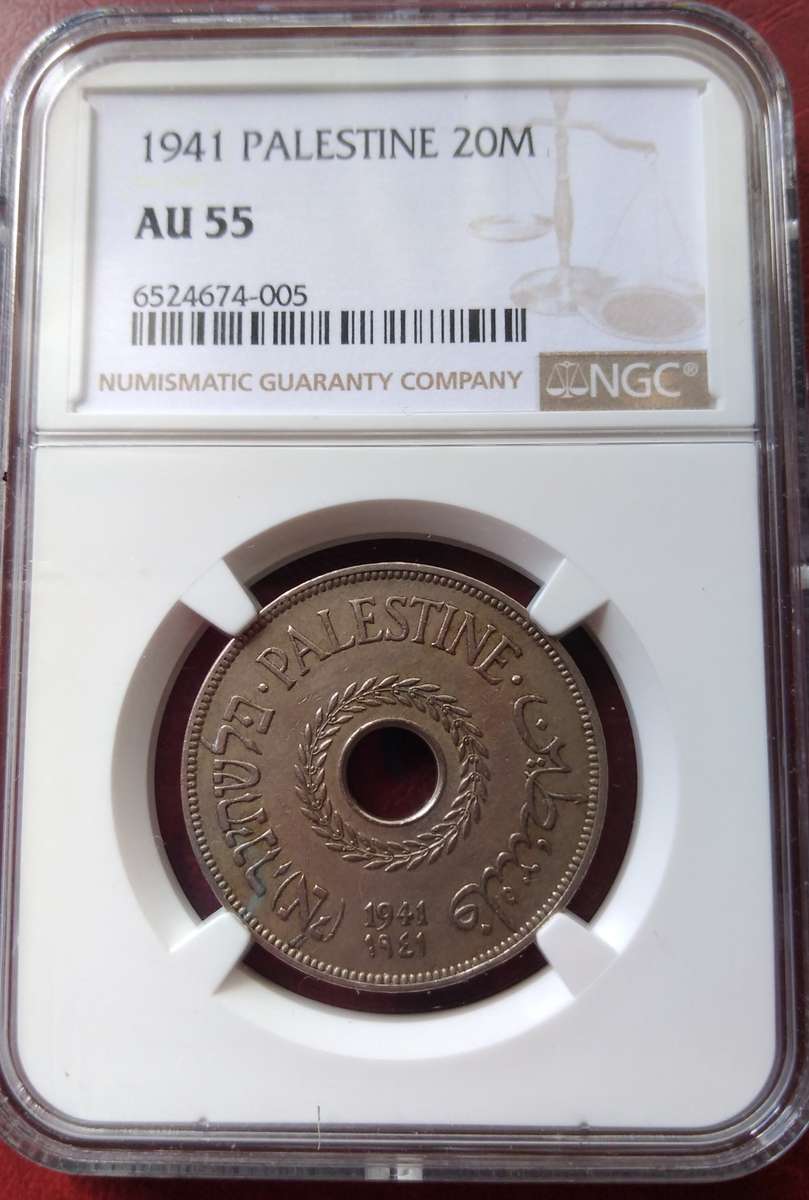 1941 PALESTINE 20M
AU 55
6524674-005
NUMISMATIC GUARANTY COMPANY
NGC®
· PALESTINE ·
פלשתינה (א״י)
فلسطين
1941
١٩٤١